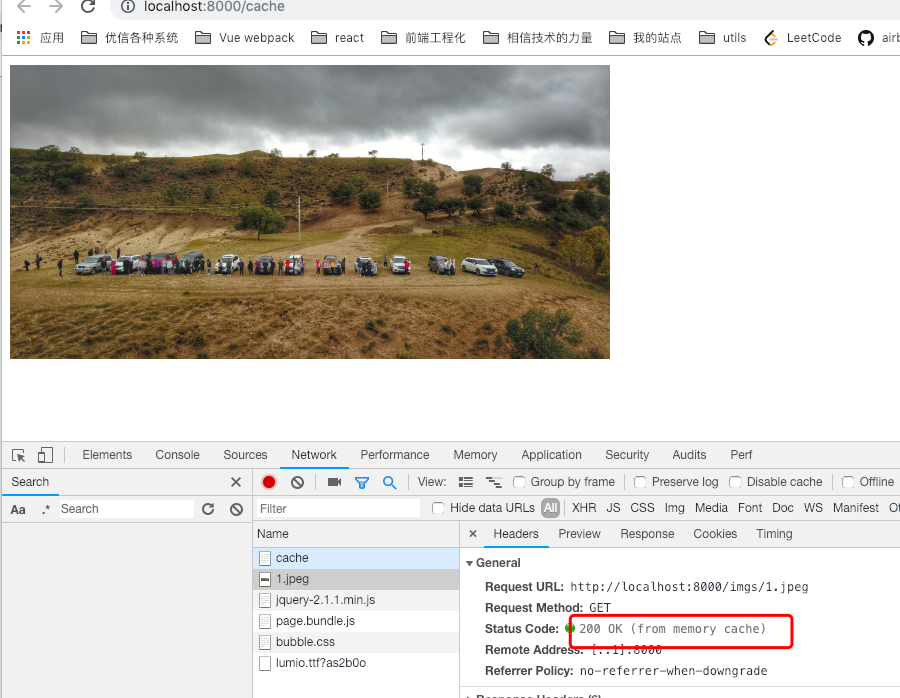 localhost:8000/cache
应用 优信各种系统 Vue webpack react 前端工程化 相信技术的力量 我的站点 utils LeetCode airb
Elements Console Sources Network Performance Memory Application Security Audits Perf
Search
View: Group by frame Preserve log Disable cache Offline
Aa .* Search
Filter Hide data URLs All XHR JS CSS Img Media Font Doc WS Manifest Ot
Name
Headers Preview Response Cookies Timing
cache
1.jpeg
jquery-2.1.1.min.js
page.bundle.js
bubble.css
lumio.ttf?as2b0o
General
Request URL: http://localhost:8000/imgs/1.jpeg
Request Method: GET
Status Code: 200 OK (from memory cache)
Remote Address: [::1]:8000
Referrer Policy: no-referrer-when-downgrade
Response Headers (6)